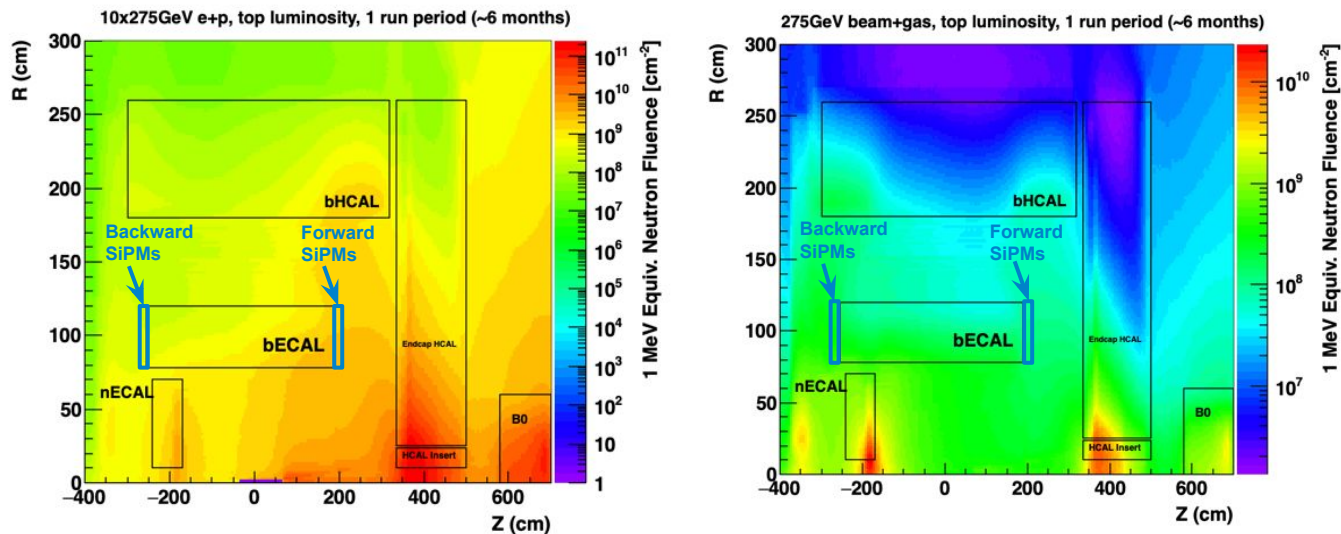 10x275GeV e+p, top luminosity, 1 run period (~6 months)
R (cm)
300
250
200
150
100
50
0
bHCAL
Backward
SiPMs
Forward
SiPMs
bECAL
nECAL
Endcap HCAL
HCAL Insert
B0
−400
−200
0
200
400
600
Z (cm)
10¹¹
10¹⁰
10⁹
10⁸
10⁷
10⁶
10⁵
10⁴
10³
10²
10
1
1 MeV Equiv. Neutron Fluence [cm⁻²]
275GeV beam+gas, top luminosity, 1 run period (~6 months)
R (cm)
300
250
200
150
100
50
0
bHCAL
Backward
SiPMs
Forward
SiPMs
bECAL
nECAL
Endcap HCAL
HCAL Insert
B0
−400
−200
0
200
400
600
Z (cm)
10¹⁰
10⁹
10⁸
10⁷
1 MeV Equiv. Neutron Fluence [cm⁻²]